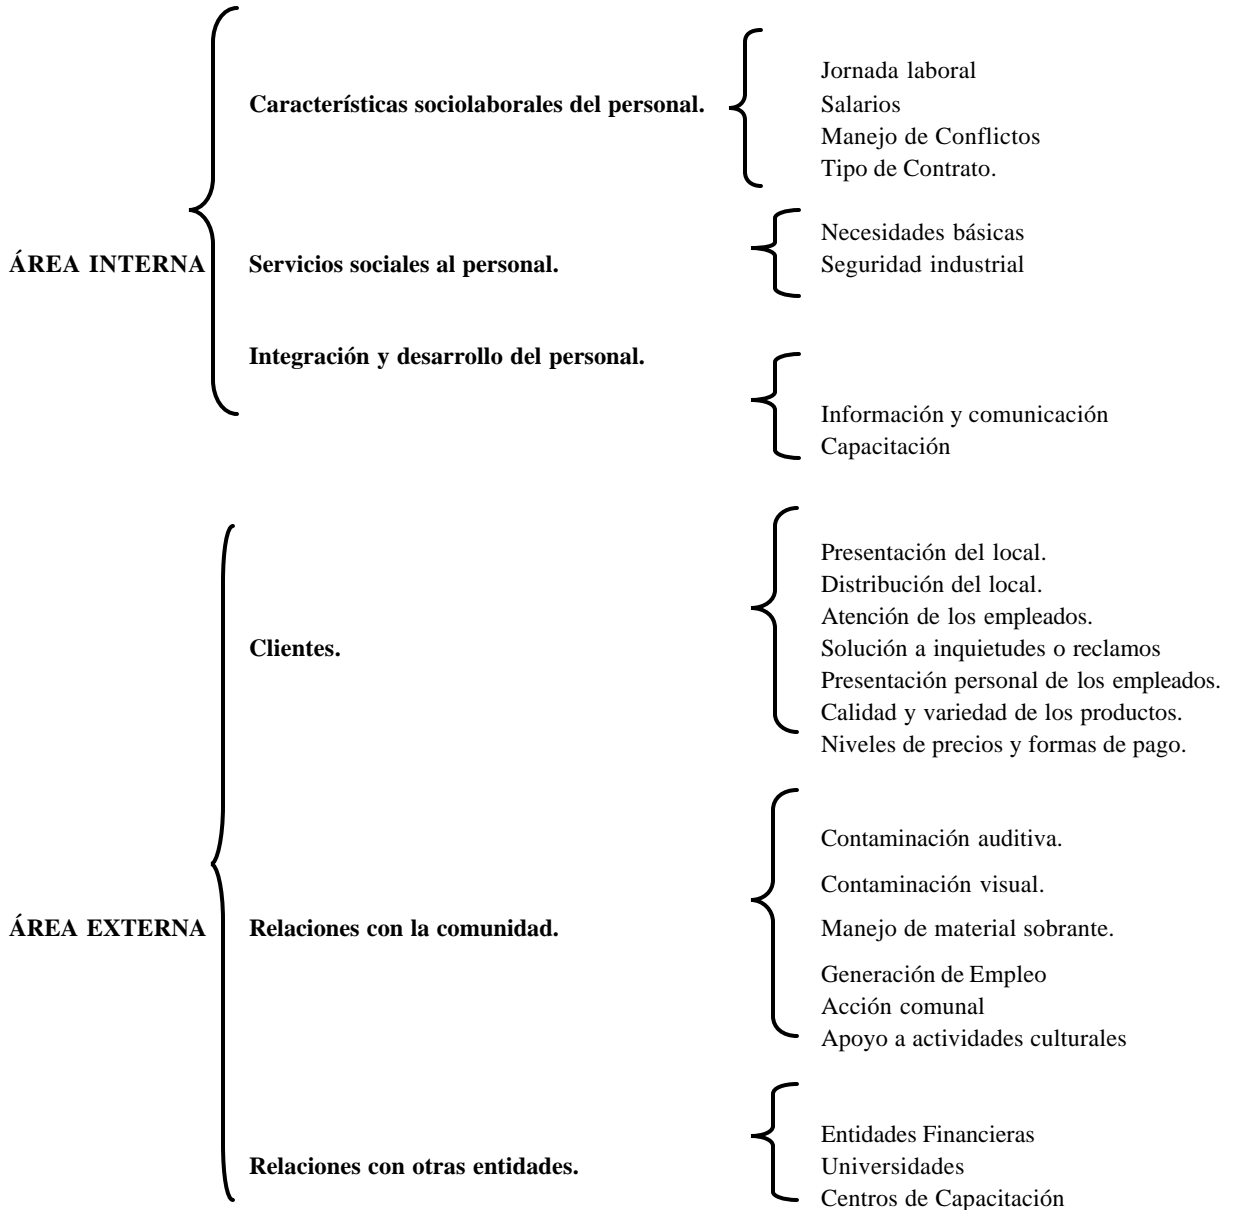 ÁREA INTERNA
Características sociolaborales del personal.
Jornada laboral
Salarios
Manejo de Conflictos
Tipo de Contrato.
Servicios sociales al personal.
Necesidades básicas
Seguridad industrial
Integración y desarrollo del personal.
Información y comunicación
Capacitación
ÁREA EXTERNA
Clientes.
Presentación del local.
Distribución del local.
Atención de los empleados.
Solución a inquietudes o reclamos
Presentación personal de los empleados.
Calidad y variedad de los productos.
Niveles de precios y formas de pago.
Relaciones con la comunidad.
Contaminación auditiva.
Contaminación visual.
Manejo de material sobrante.
Generación de Empleo
Acción comunal
Apoyo a actividades culturales
Relaciones con otras entidades.
Entidades Financieras
Universidades
Centros de Capacitación